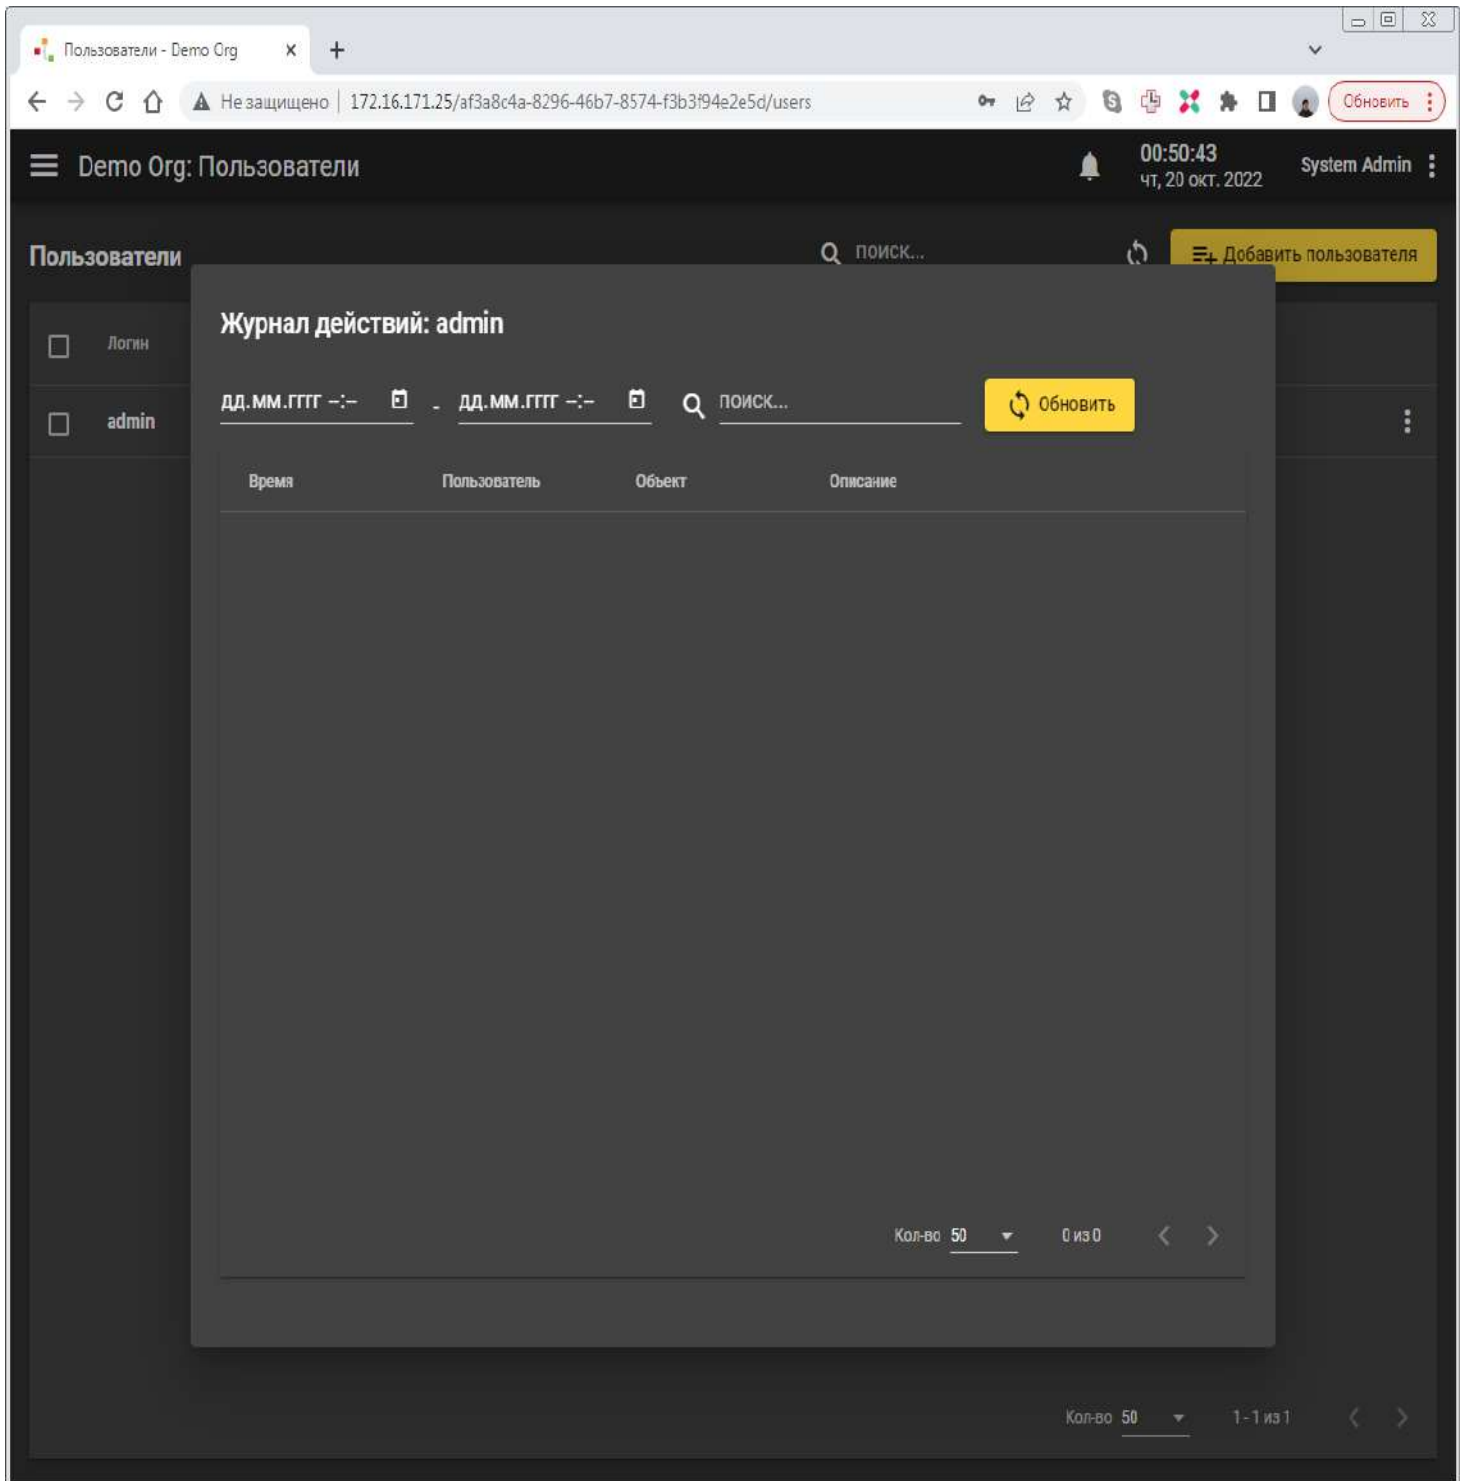 Пользователи - Demo Org
Не защищено | 172.16.171.25/af3a8c4a-8296-46b7-8574-f3b3f94e2e5d/users
Обновить
Demo Org: Пользователи
00:50:43
чт, 20 окт. 2022
System Admin
Пользователи
поиск...
Добавить пользователя
Логин
admin
Журнал действий: admin
дд.мм.гггг --:-- - дд.мм.гггг --:-- поиск... Обновить
Время Пользователь Объект Описание
Кол-во 50 0 из 0
Кол-во 50 1 - 1 из 1